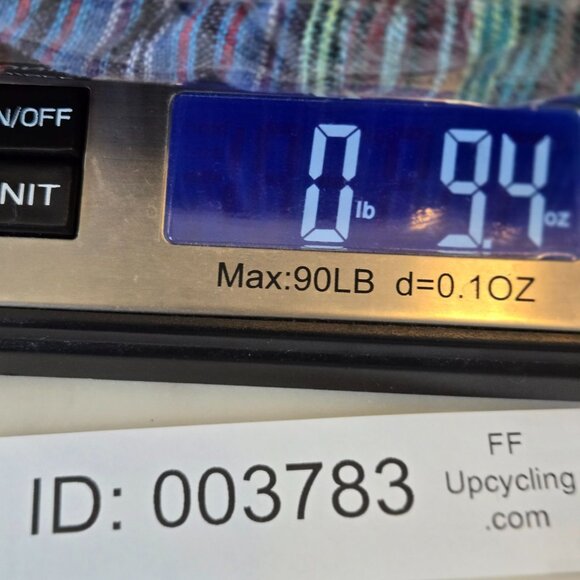 N/OFF
NIT
0 lb 9.4 oz
Max:90LB d=0.1OZ
ID: 003783
FF
Upcycling
.com